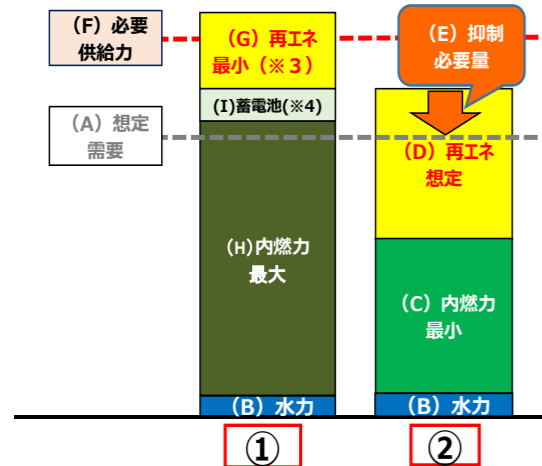 （F）必要
供給力
（G）再エネ
最小（※３）
（E）抑制
必要量
(I)蓄電池(※4)
（A）想定
需要
（D）再エネ
想定
(H)内燃力
最大
（C）内燃力
最小
（B）水力
（B）水力
①
②